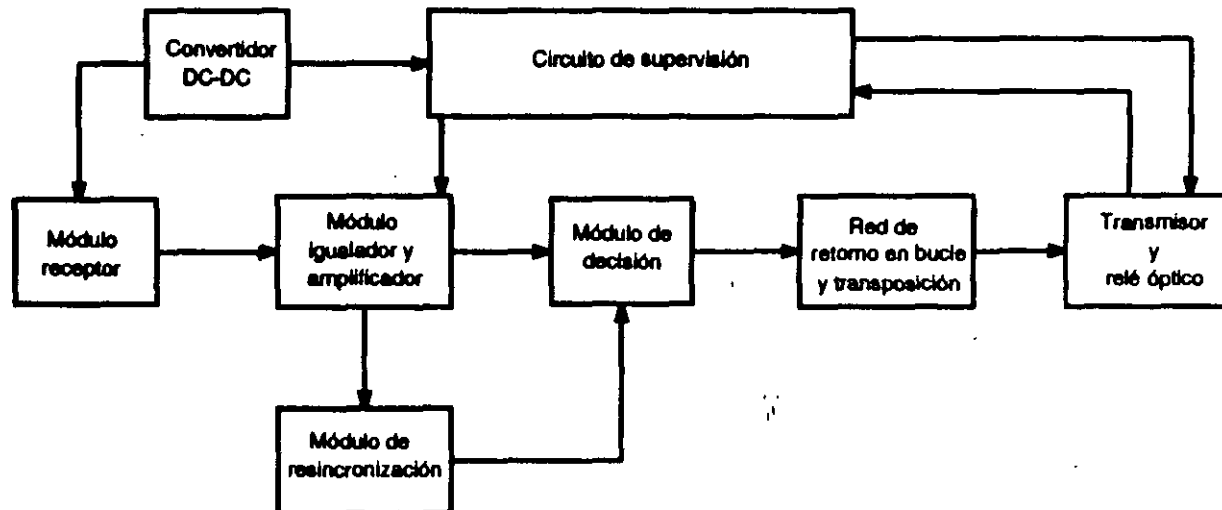 Convertidor
DC-DC
Circuito de supervisión
Módulo
receptor
Módulo
igualador y
amplificador
Módulo de
decisión
Red de
retorno en bucle
y transposición
Transmisor
y
relé óptico
Módulo de
resincronización